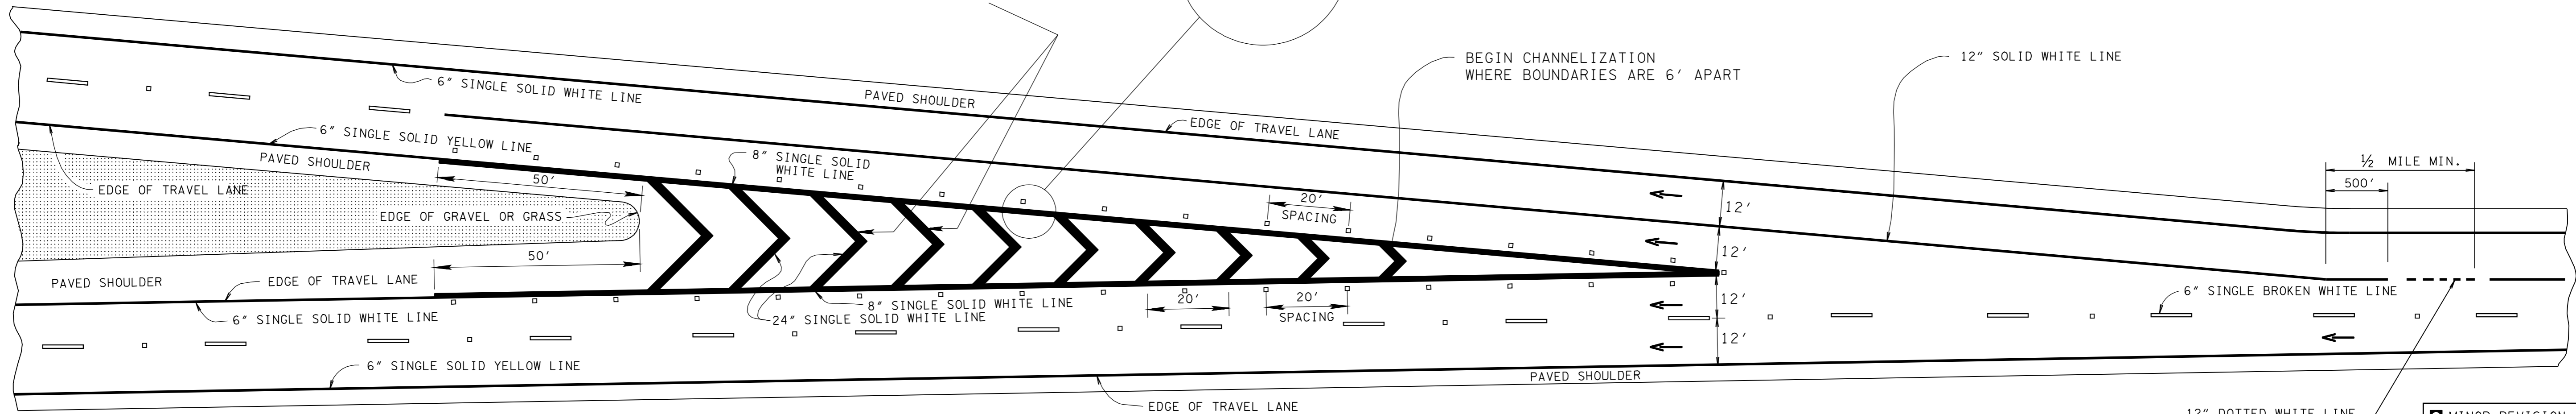 BEGIN CHANNELIZATION
WHERE BOUNDARIES ARE 6' APART
12" SOLID WHITE LINE
6" SINGLE SOLID WHITE LINE
PAVED SHOULDER
EDGE OF TRAVEL LANE
6" SINGLE SOLID YELLOW LINE
PAVED SHOULDER
8" SINGLE SOLID
WHITE LINE
½ MILE MIN.
500'
EDGE OF TRAVEL LANE
50'
20'
SPACING
12'
EDGE OF GRAVEL OR GRASS
12'
50'
PAVED SHOULDER
EDGE OF TRAVEL LANE
6" SINGLE SOLID WHITE LINE
8" SINGLE SOLID WHITE LINE
24" SINGLE SOLID WHITE LINE
20'
20'
SPACING
12'
6" SINGLE BROKEN WHITE LINE
12'
6" SINGLE SOLID YELLOW LINE
PAVED SHOULDER
EDGE OF TRAVEL LANE
12" DOTTED WHITE LINE
MINOR REVISION